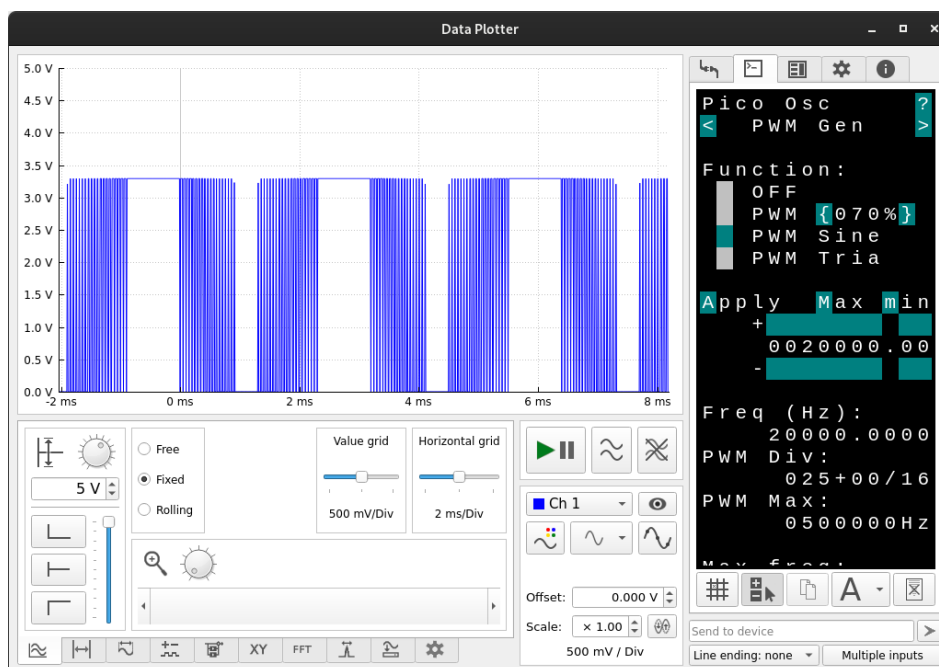 Data Plotter
5.0 V
4.5 V
4.0 V
3.5 V
3.0 V
2.5 V
2.0 V
1.5 V
1.0 V
0.5 V
0.0 V
-2 ms 0 ms 2 ms 4 ms 6 ms 8 ms
5 V
Free
Fixed
Rolling
Value grid
500 mV/Div
Horizontal grid
2 ms/Div
Ch 1
Offset: 0.000 V
Scale: × 1.00
500 mV / Div
XY
FFT
Pico Osc ?
< PWM Gen >
Function:
OFF
PWM {070%}
PWM Sine
PWM Tria
Apply Max min
+
0020000.00
-
Freq (Hz):
20000.0000
PWM Div:
025+00/16
PWM Max:
0500000Hz
Max freq:
A
Send to device
Line ending: none
Multiple inputs